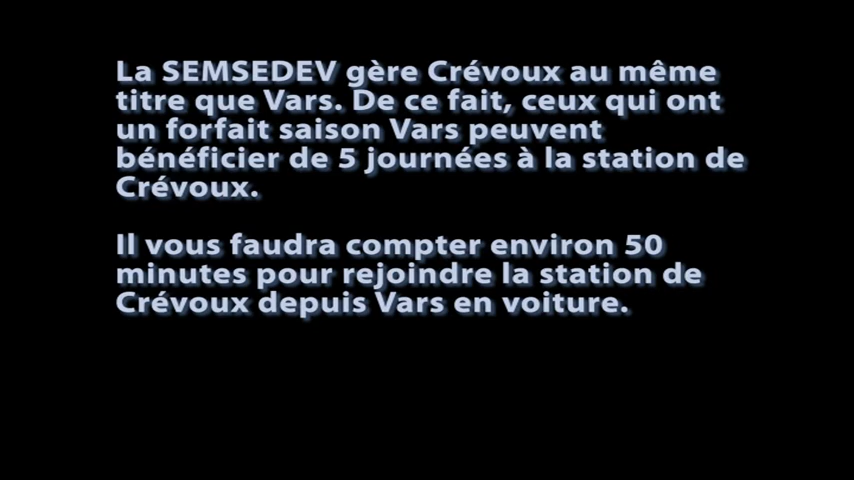 La SEMSEDEV gère Crévoux au même
titre que Vars. De ce fait, ceux qui ont
un forfait saison Vars peuvent
bénéficier de 5 journées à la station de
Crévoux.
Il vous faudra compter environ 50
minutes pour rejoindre la station de
Crévoux depuis Vars en voiture.